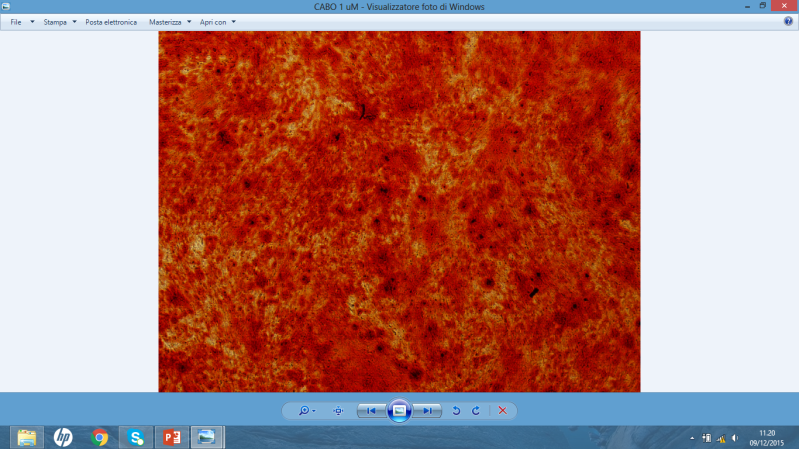 CABO 1 uM - Visualizzatore foto di Windows
File Stampa Posta elettronica Masterizza Apri con
11.20
09/12/2015